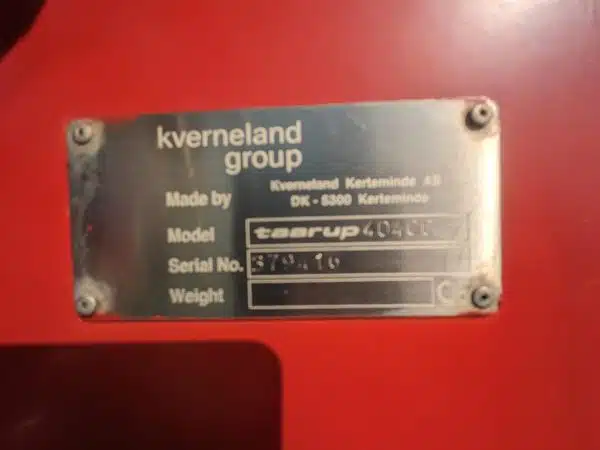 kverneland
group
Made by Kverneland Kerteminde AS
DK - 5300 Kerteminde
Model taarup
Serial No.
Weight